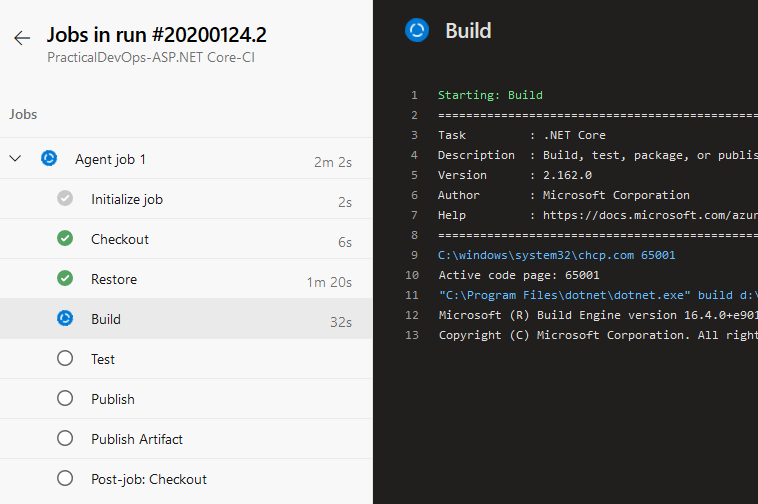 Jobs in run #20200124.2
PracticalDevOps-ASP.NET Core-CI
Jobs
Agent job 1 2m 2s
Initialize job 2s
Checkout 6s
Restore 1m 20s
Build 32s
Test
Publish
Publish Artifact
Post-job: Checkout
Build
1 Starting: Build
2 ==============================================
3 Task : .NET Core
4 Description : Build, test, package, or publis
5 Version : 2.162.0
6 Author : Microsoft Corporation
7 Help : https://docs.microsoft.com/azur
8 ==============================================
9 C:\windows\system32\chcp.com 65001
10 Active code page: 65001
11 "C:\Program Files\dotnet\dotnet.exe" build d:\
12 Microsoft (R) Build Engine version 16.4.0+e901
13 Copyright (C) Microsoft Corporation. All right